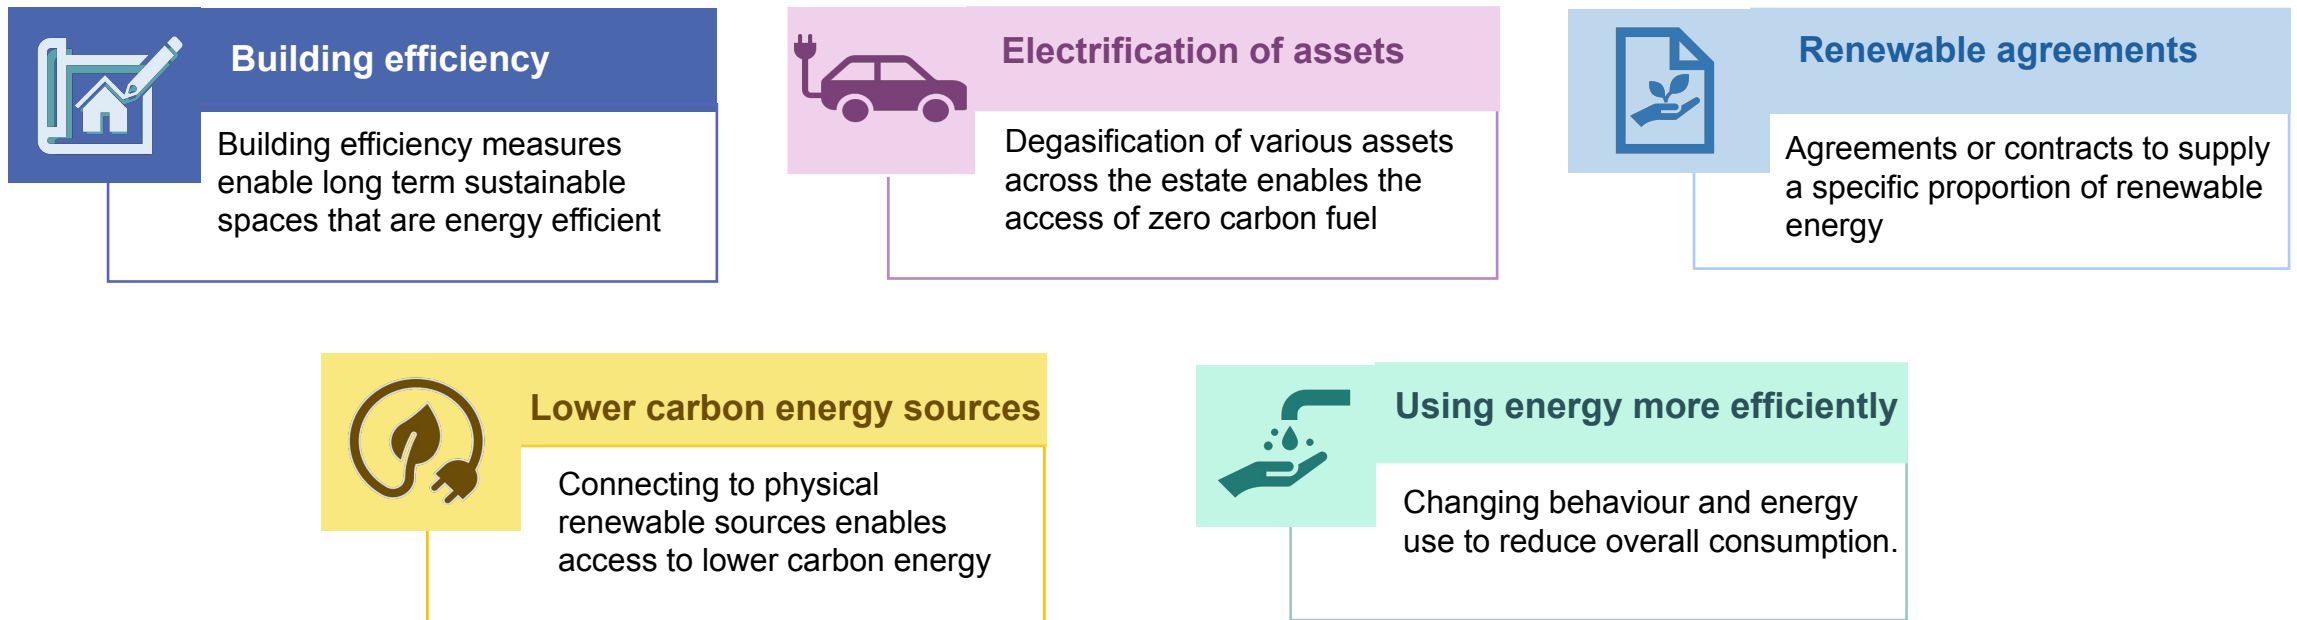 Building efficiency
Building efficiency measures
enable long term sustainable
spaces that are energy efficient
Electrification of assets
Degasification of various assets
across the estate enables the
access of zero carbon fuel
Renewable agreements
Agreements or contracts to supply
a specific proportion of renewable
energy
Lower carbon energy sources
Connecting to physical
renewable sources enables
access to lower carbon energy
Using energy more efficiently
Changing behaviour and energy
use to reduce overall consumption.